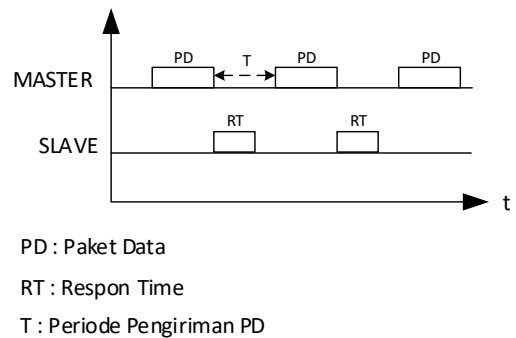 PD T PD PD
MASTER
RT RT
SLAVE
t
PD : Paket Data
RT : Respon Time
T : Periode Pengiriman PD